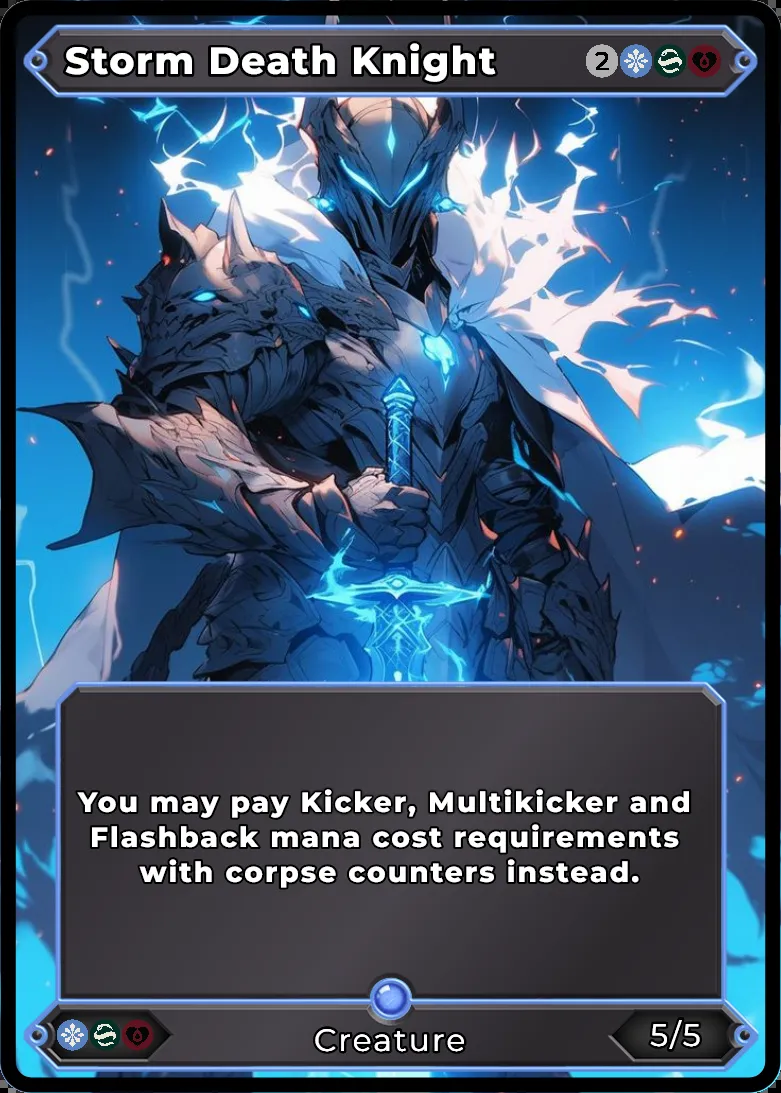 Storm Death Knight 2
You may pay Kicker, Multikicker and
Flashback mana cost requirements
with corpse counters instead.
Creature 5/5